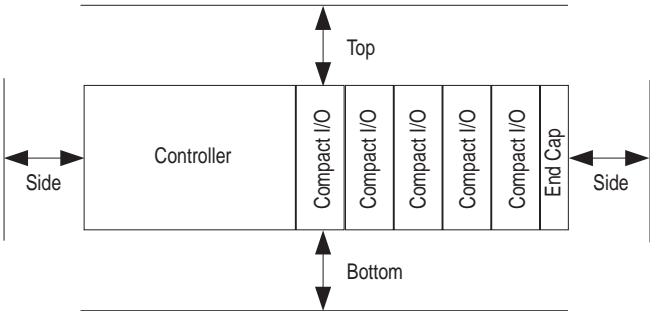 Top
Controller
Compact I/O
Compact I/O
Compact I/O
Compact I/O
Compact I/O
End Cap
Side
Side
Bottom